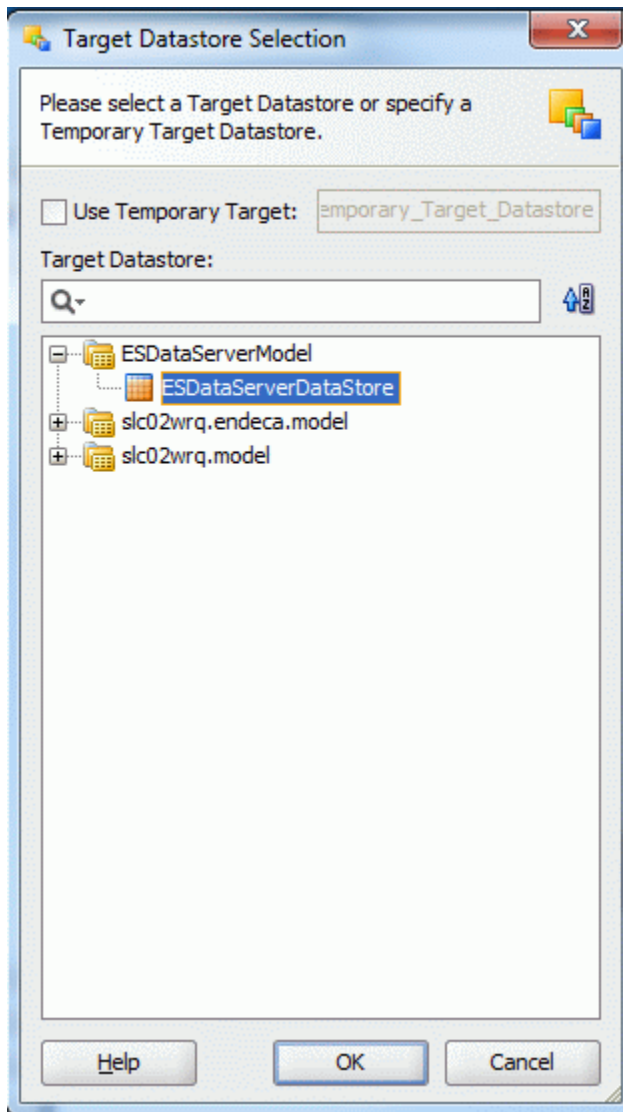 Target Datastore Selection
Please select a Target Datastore or specify a
Temporary Target Datastore.
Use Temporary Target: emporary_Target_Datastore
Target Datastore:
ESDataServerModel
ESDataServerDataStore
slc02wrq.endeca.model
slc02wrq.model
Help OK Cancel